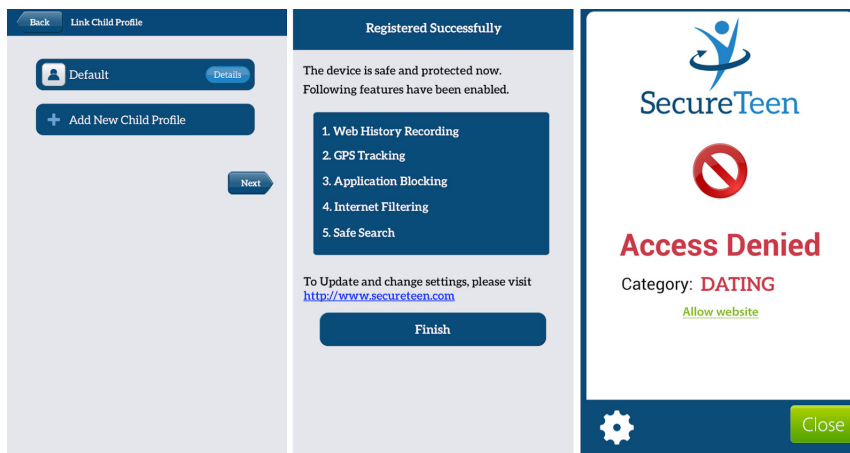 Back Link Child Profile
Default Details
Add New Child Profile
Next
Registered Successfully
The device is safe and protected now.
Following features have been enabled.
1. Web History Recording
2. GPS Tracking
3. Application Blocking
4. Internet Filtering
5. Safe Search
To Update and change settings, please visit
http://www.secureteen.com
Finish
SecureTeen
Access Denied
Category: DATING
Allow website
Close